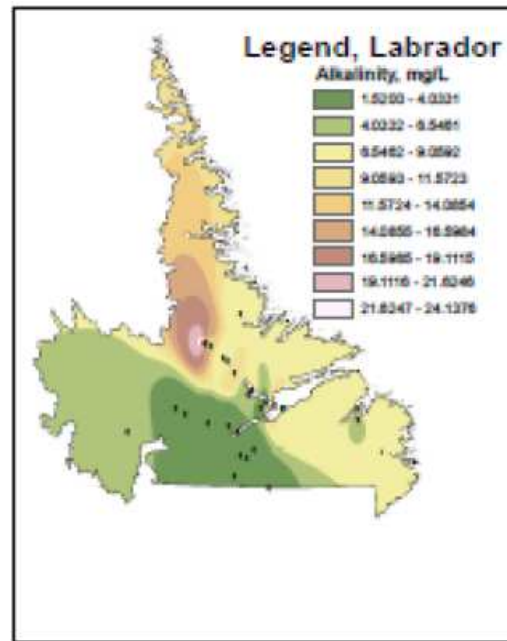 Legend, Labrador
Alkalinity, mg/L
1.5200 - 4.0331
4.0332 - 6.5461
6.5462 - 9.0592
9.0593 - 11.5723
11.5724 - 14.0854
14.0855 - 16.5984
16.5985 - 19.1115
19.1116 - 21.6246
21.6247 - 24.1376